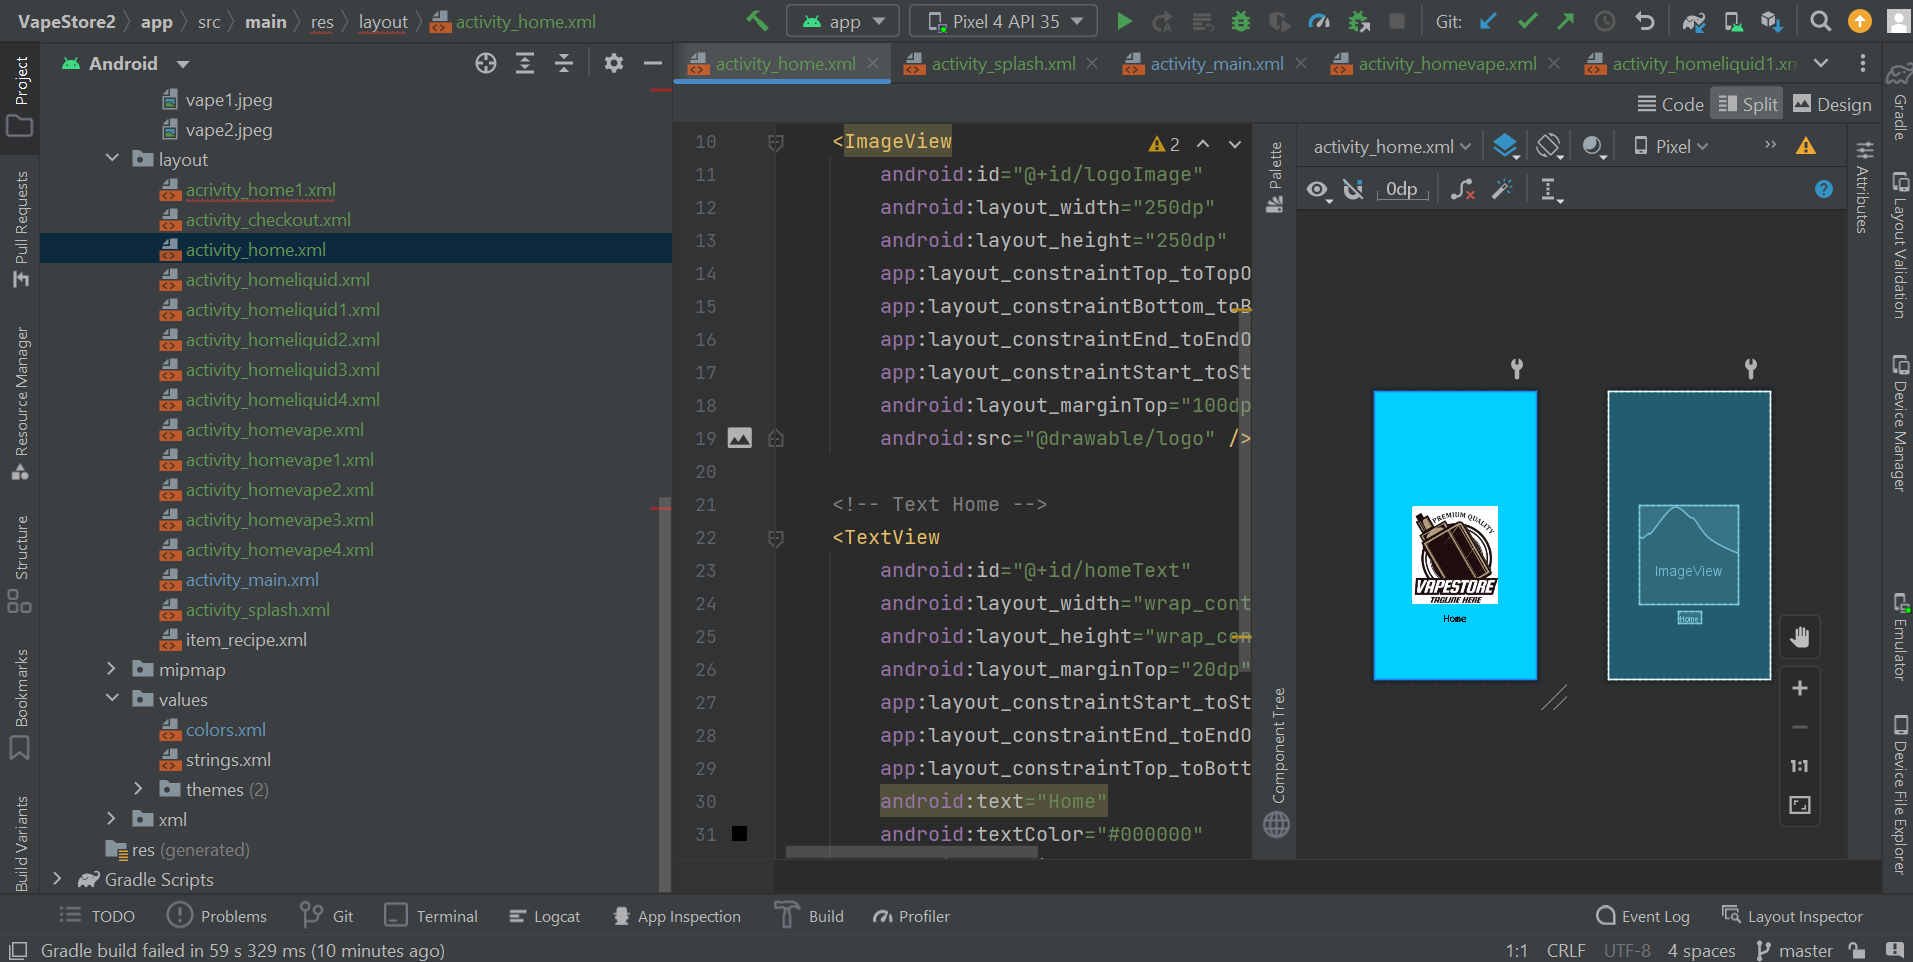 VapeStore2 app src main res layout activity_home.xml
app
Pixel 4 API 35
Git:
Project
Pull Requests
Resource Manager
Structure
Bookmarks
Build Variants
Android
vape1.jpeg
vape2.jpeg
layout
acrivity_home1.xml
activity_checkout.xml
activity_home.xml
activity_homeliquid.xml
activity_homeliquid1.xml
activity_homeliquid2.xml
activity_homeliquid3.xml
activity_homeliquid4.xml
activity_homevape.xml
activity_homevape1.xml
activity_homevape2.xml
activity_homevape3.xml
activity_homevape4.xml
activity_main.xml
activity_splash.xml
item_recipe.xml
mipmap
values
colors.xml
strings.xml
themes (2)
xml
res (generated)
Gradle Scripts
activity_home.xml activity_splash.xml activity_main.xml activity_homevape.xml activity_homeliquid1.xm
Code Split Design
2
10 <ImageView
11 android:id="@+id/logoImage"
12 android:layout_width="250dp"
13 android:layout_height="250dp"
14 app:layout_constraintTop_toTopO
15 app:layout_constraintBottom_toB
16 app:layout_constraintEnd_toEndO
17 app:layout_constraintStart_toSt
18 android:layout_marginTop="100dp
19 android:src="@drawable/logo" />
20
21 <!-- Text Home -->
22 <TextView
23 android:id="@+id/homeText"
24 android:layout_width="wrap_cont
25 android:layout_height="wrap_con
26 android:layout_marginTop="20dp"
27 app:layout_constraintStart_toSt
28 app:layout_constraintEnd_toEndO
29 app:layout_constraintTop_toBott
30 android:text="Home"
31 android:textColor="#000000"
Palette
Component Tree
activity_home.xml
Pixel
»
0dp
?
PREMIUM QUALITY
VAPESTORE
TAGLINE HERE
Home
ImageView
Home
1:1
Attributes
Gradle
Layout Validation
Device Manager
Emulator
Device File Explorer
TODO Problems Git Terminal Logcat App Inspection Build Profiler Event Log Layout Inspector
Gradle build failed in 59 s 329 ms (10 minutes ago)
1:1 CRLF UTF-8 4 spaces master